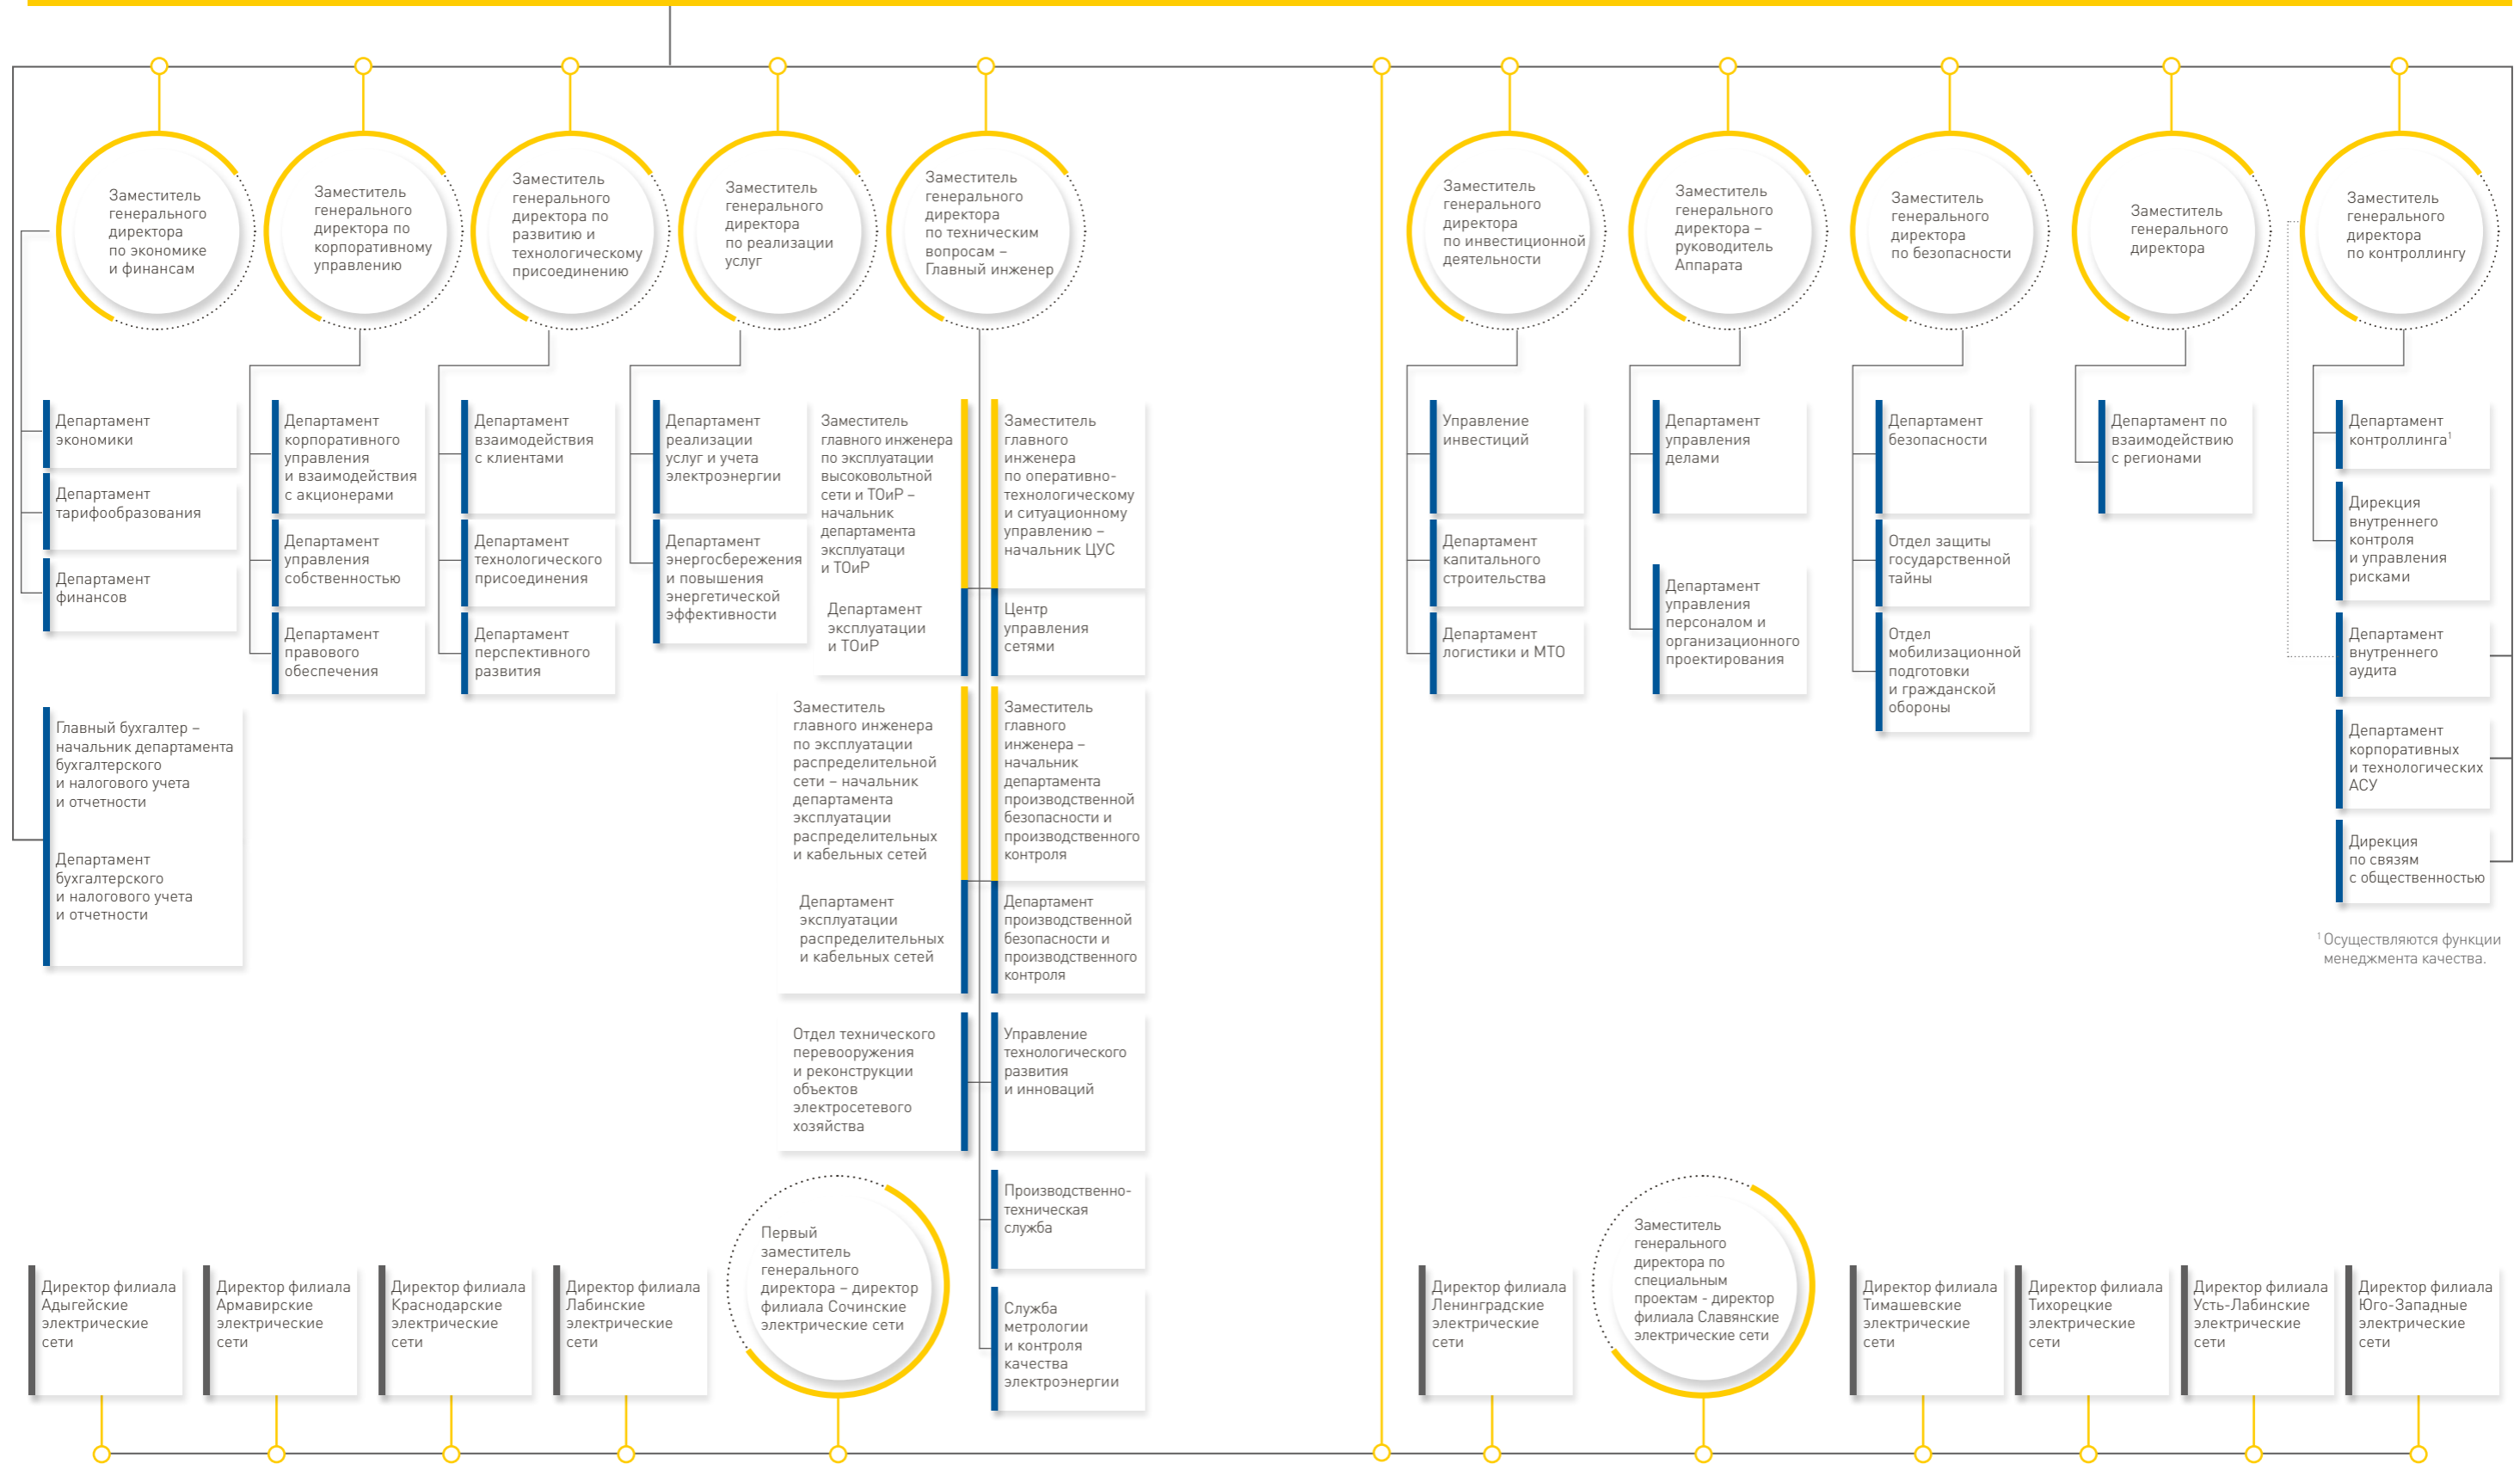 Заместитель
генерального
директора
по экономике
и финансам
Заместитель
генерального
директора по
корпоративному
управлению
Заместитель
генерального
директора по
развитию и
технологическому
присоединению
Заместитель
генерального
директора
по реализации
услуг
Заместитель
генерального
директора
по техническим
вопросам –
Главный инженер
Заместитель
генерального
директора
по инвестиционной
деятельности
Заместитель
генерального
директора –
руководитель
Аппарата
Заместитель
генерального
директора
по безопасности
Заместитель
генерального
директора
Заместитель
генерального
директора
по контроллингу
Департамент
экономики
Департамент
тарифообразования
Департамент
финансов
Главный бухгалтер –
начальник департамента
бухгалтерского
и налогового учета
и отчетности
Департамент
бухгалтерского
и налогового учета
и отчетности
Департамент
корпоративного
управления
и взаимодействия
с акционерами
Департамент
управления
собственностью
Департамент
правового
обеспечения
Департамент
взаимодействия
с клиентами
Департамент
технологического
присоединения
Департамент
перспективного
развития
Департамент
реализации
услуг и учета
электроэнергии
Департамент
энергосбережения
и повышения
энергетической
эффективности
Заместитель
главного инженера
по эксплуатации
высоковольтной
сети и ТОиР –
начальник
департамента
эксплуатаци
и ТОиР
Департамент
эксплуатации
и ТОиР
Заместитель
главного
инженера
по оперативно-
технологическому
и ситуационному
управлению –
начальник ЦУС
Центр
управления
сетями
Заместитель
главного инженера
по эксплуатации
распределительной
сети – начальник
департамента
эксплуатации
распределительных
и кабельных сетей
Департамент
эксплуатации
распределительных
и кабельных сетей
Заместитель
главного
инженера –
начальник
департамента
производственной
безопасности и
производственного
контроля
Департамент
производственной
безопасности и
производственного
контроля
Отдел технического
перевооружения
и реконструкции
объектов
электросетевого
хозяйства
Управление
технологического
развития
и инноваций
Производственно-
техническая
служба
Служба
метрологии
и контроля
качества
электроэнергии
Управление
инвестиций
Департамент
капитального
строительства
Департамент
логистики и МТО
Департамент
управления
делами
Департамент
управления
персоналом и
организационного
проектирования
Департамент
безопасности
Отдел защиты
государственной
тайны
Отдел
мобилизационной
подготовки
и гражданской
обороны
Департамент по
взаимодействию
с регионами
Департамент
контроллинга¹
Дирекция
внутреннего
контроля
и управления
рисками
Департамент
внутреннего
аудита
Департамент
корпоративных
и технологических
АСУ
Дирекция
по связям
с общественностью
¹ Осуществляются функции
менеджмента качества.
Директор филиала
Адыгейские
электрические
сети
Директор филиала
Армавирские
электрические
сети
Директор филиала
Краснодарские
электрические
сети
Директор филиала
Лабинские
электрические
сети
Первый
заместитель
генерального
директора – директор
филиала Сочинские
электрические сети
Директор филиала
Ленинградские
электрические
сети
Заместитель
генерального
директора по
специальным
проектам - директор
филиала Славянские
электрические сети
Директор филиала
Тимашевские
электрические
сети
Директор филиала
Тихорецкие
электрические
сети
Директор филиала
Усть-Лабинские
электрические
сети
Директор филиала
Юго-Западные
электрические
сети